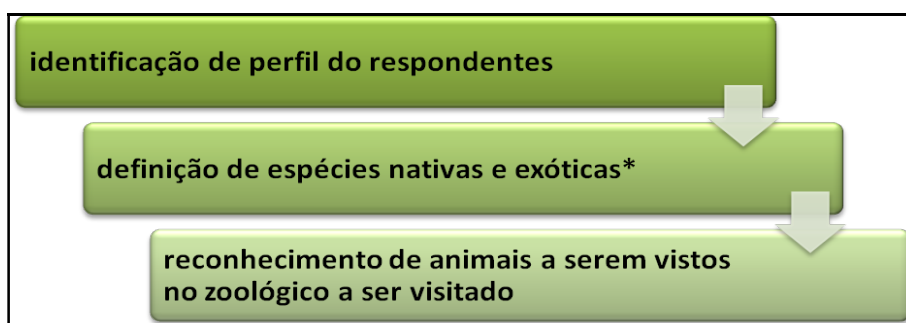 identificação de perfil do respondentes
definição de espécies nativas e exóticas*
reconhecimento de animais a serem vistos
no zoológico a ser visitado